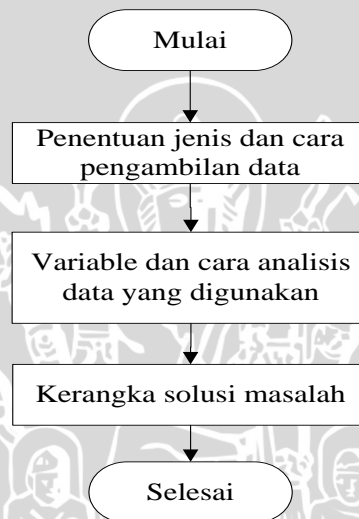 Mulai
Penentuan jenis dan cara
pengambilan data
Variable dan cara analisis
data yang digunakan
Kerangka solusi masalah
Selesai